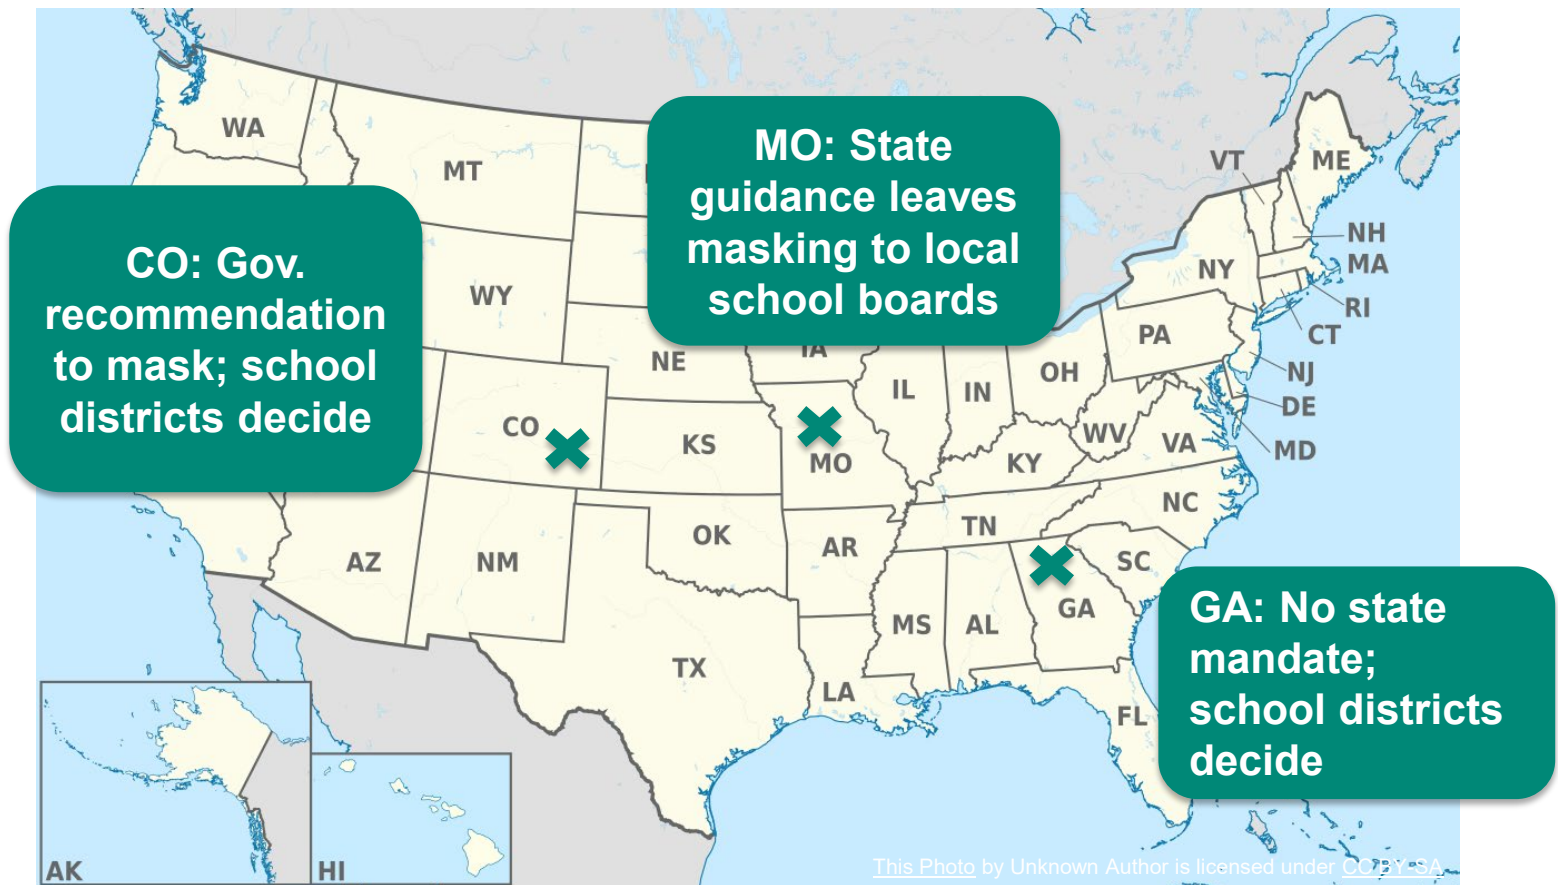 WA
MT
VT
ME
MO: State
guidance leaves
masking to local
school boards
CO: Gov.
recommendation
to mask; school
districts decide
NH
MA
NY
WY
RI
CT
PA
NE
IA
OH
NJ
IL
IN
DE
CO
KS
MO
WV
VA
MD
KY
NC
TN
OK
AR
AZ
NM
SC
GA
MS
AL
GA: No state
mandate;
school districts
decide
TX
LA
FL
AK
HI
This Photo by Unknown Author is licensed under CC BY-SA